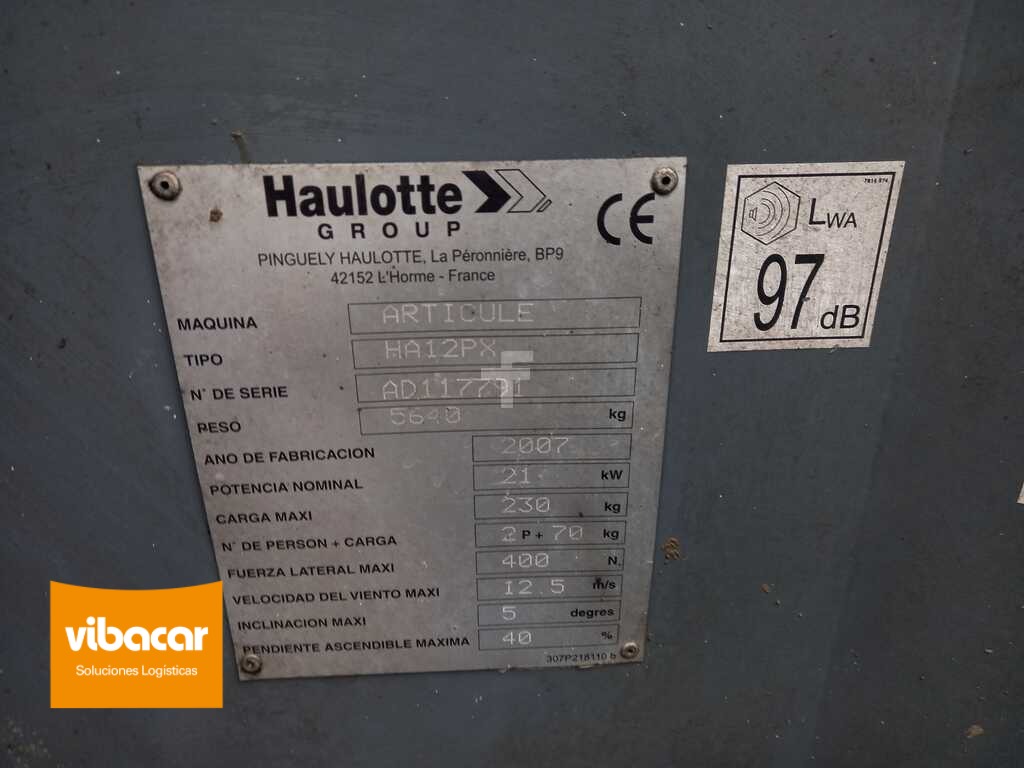 Haulotte
GROUP
PINGUELY HAULOTTE, La Péronnière, BP9
42152 L'Horme - France
CE
MAQUINA ARTICULE
TIPO HA12PX
N° DE SERIE AD117791
PESO 5640 kg
ANO DE FABRICACION 2007
POTENCIA NOMINAL 21 kW
CARGA MAXI 230 kg
N° DE PERSON + CARGA 2 P + 70 kg
FUERZA LATERAL MAXI 400 N.
VELOCIDAD DEL VIENTO MAXI 12.5 m/s
INCLINACION MAXI 5 degres
PENDIENTE ASCENDIBLE MAXIMA 40 %
307P218110 b
LWA
97 dB
vibacar
Soluciones Logísticas